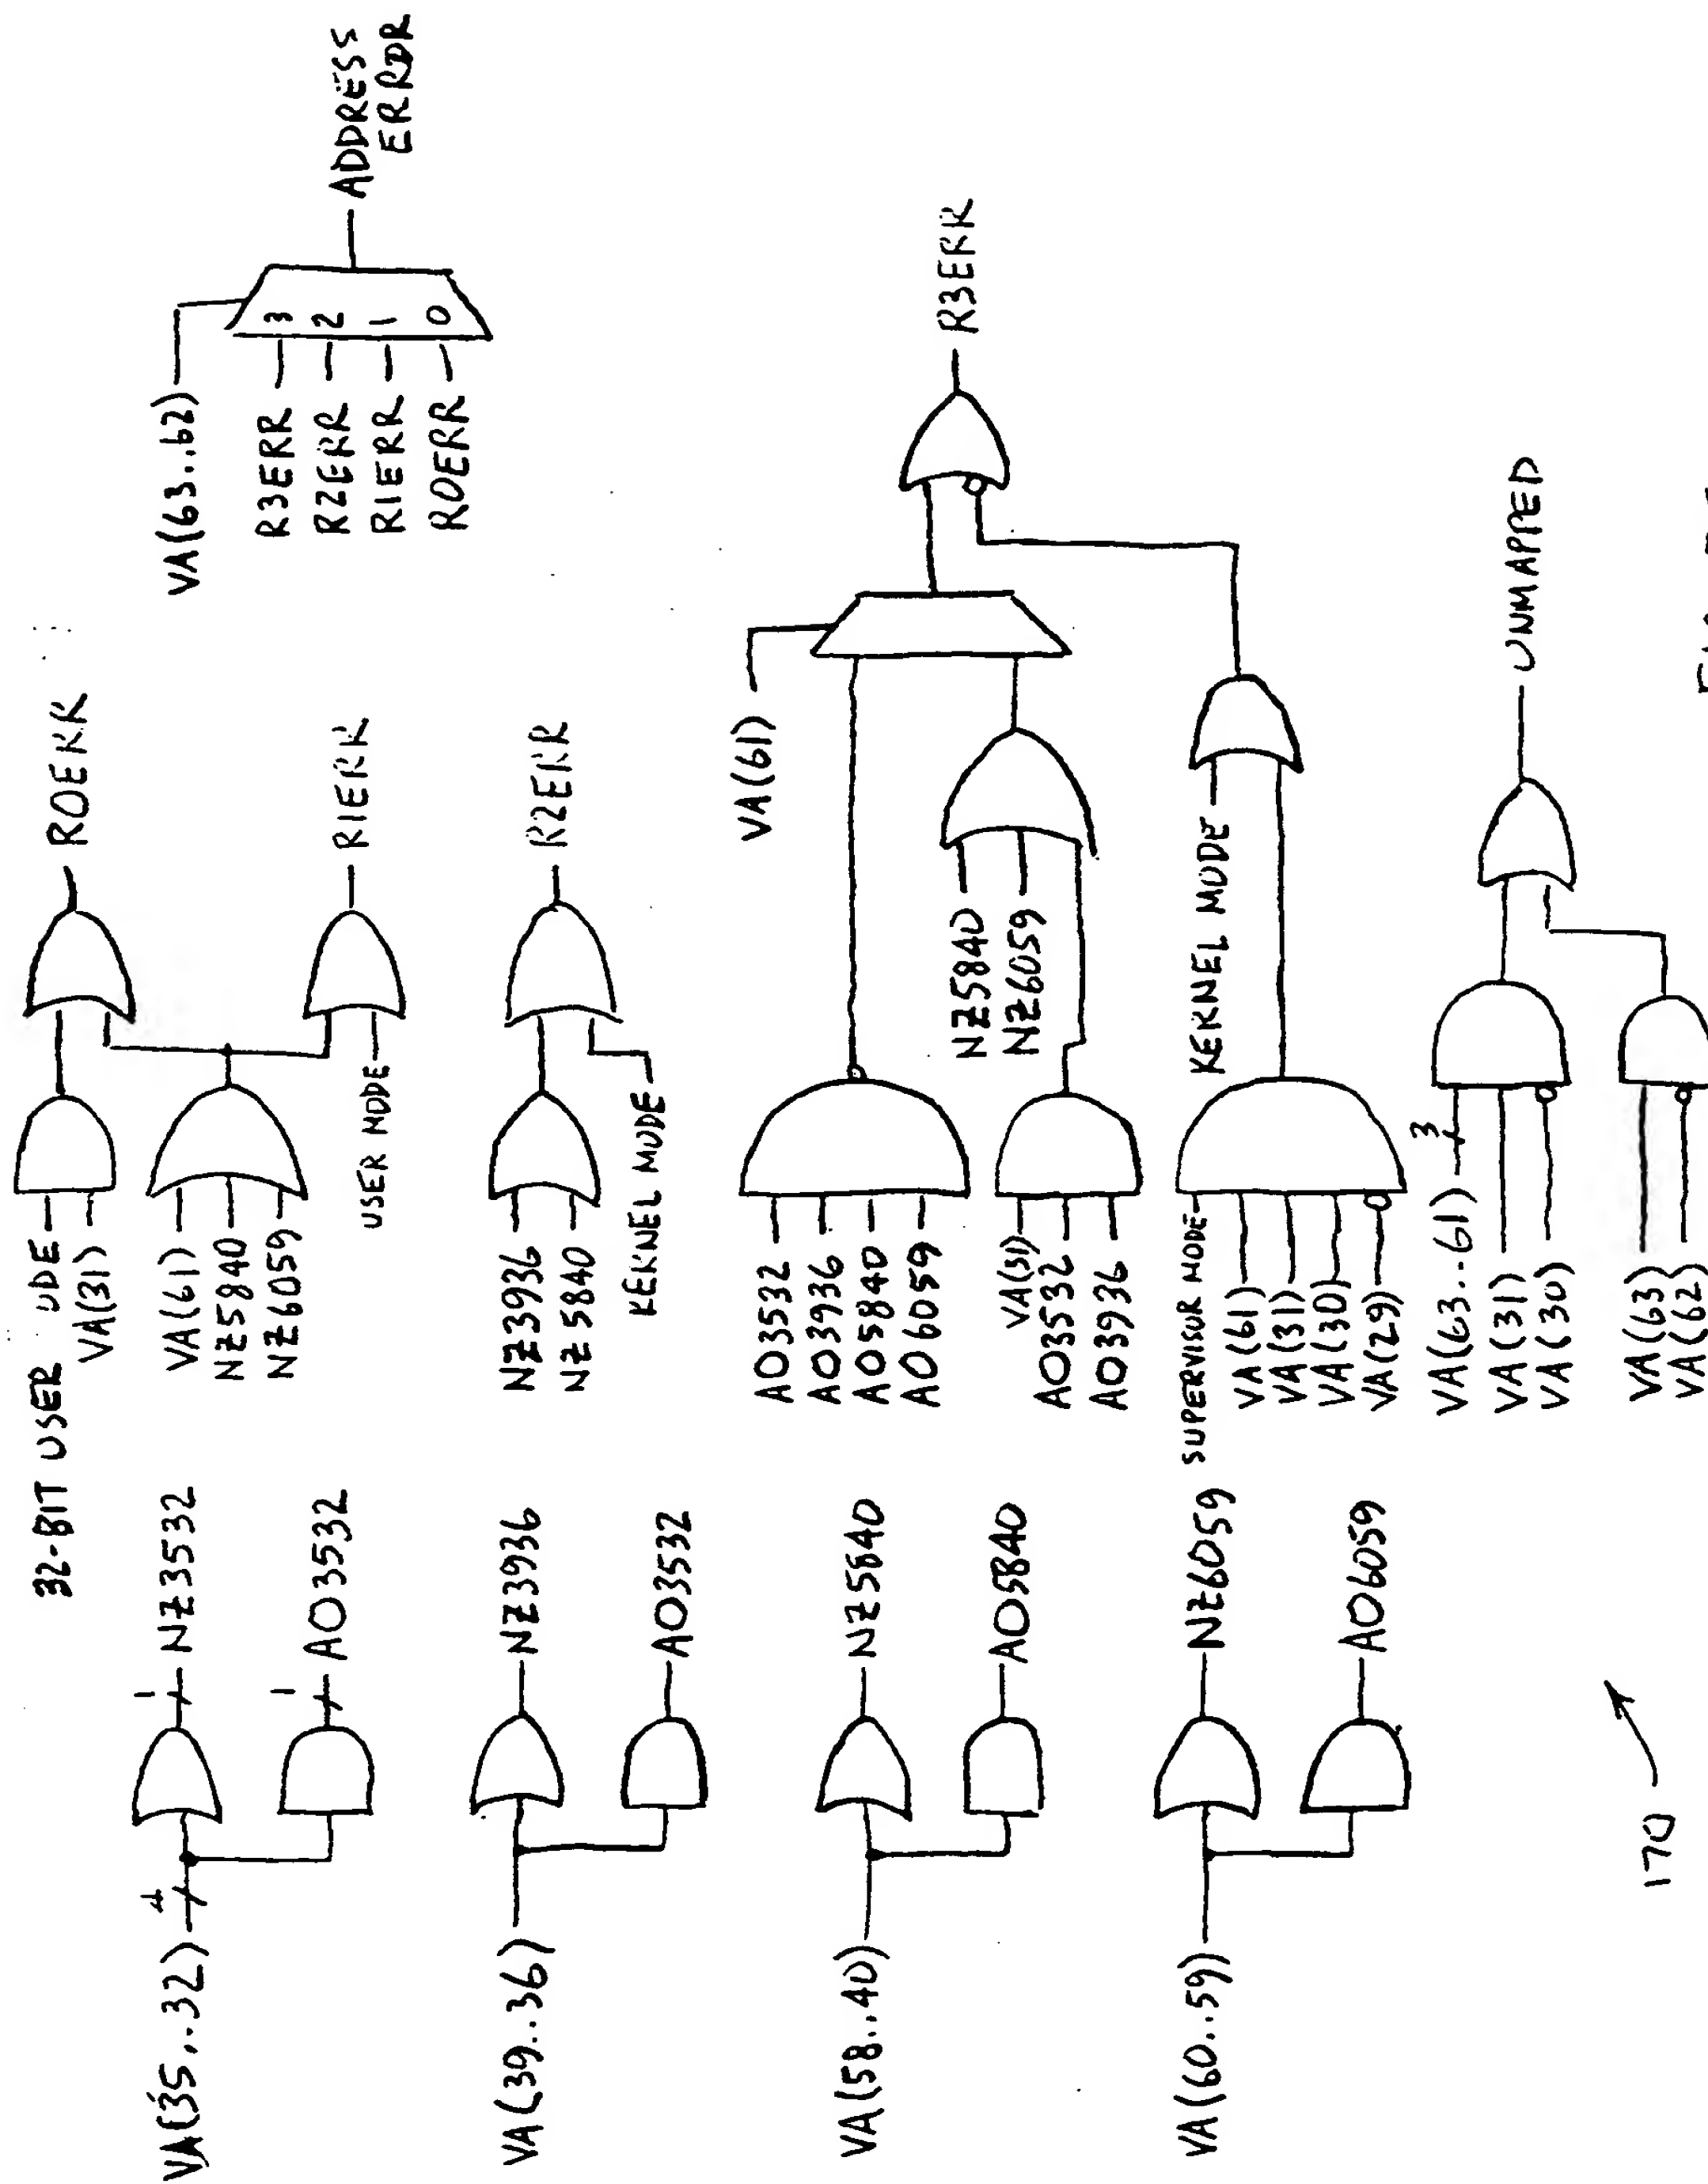 VA(35..32)
4
1
NZ3532
1
AO3532
VA(39..36)
NZ3936
AO3532
VA(58..40)
NZ5840
AO5840
VA(60..59)
NZ6059
AO6059
170
32-BIT USER
ODE
VA(31)
ROERR
VA(61)
NZ5840
NZ6059
USER MODE
R1ERR
NZ3936
NZ5840
KERNEL MODE
R2ERR
VA(63..62)
R3ERR
R2ERR
R1ERR
ROERR
3
2
1
0
ADDRESS
ERROR
AO3532
AO3936
AO5840
AO6059
VA(31)
AO3532
AO3936
NZ5840
NZ6059
VA(61)
R3ERR
SUPERVISOR MODE
VA(61)
VA(31)
VA(30)
VA(29)
KERNEL MODE
VA(63..61)
3
VA(31)
VA(30)
VA(63)
VA(62)
UNMAPPED